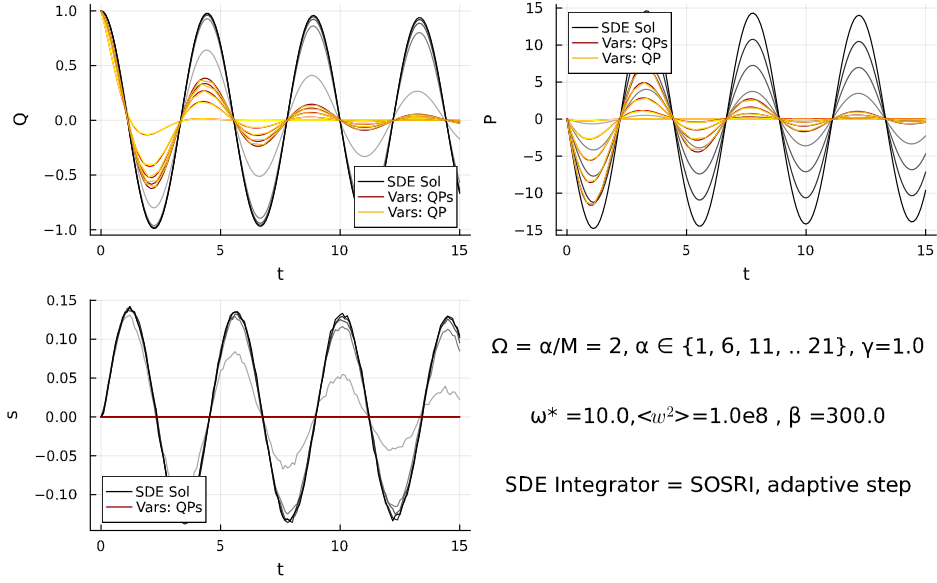 1.0
0.5
0.0
−0.5
−1.0
Q
SDE Sol
Vars: QPs
Vars: QP
0
5
10
15
t
15
10
5
0
−5
−10
−15
P
SDE Sol
Vars: QPs
Vars: QP
0
5
10
15
t
0.15
0.10
0.05
0.00
−0.05
−0.10
s
SDE Sol
Vars: QPs
0
5
10
15
t
Ω = α/M = 2, α ∈ {1, 6, 11, .. 21}, γ=1.0
ω* =10.0,<𝑤²>=1.0e8 , β =300.0
SDE Integrator = SOSRI, adaptive step